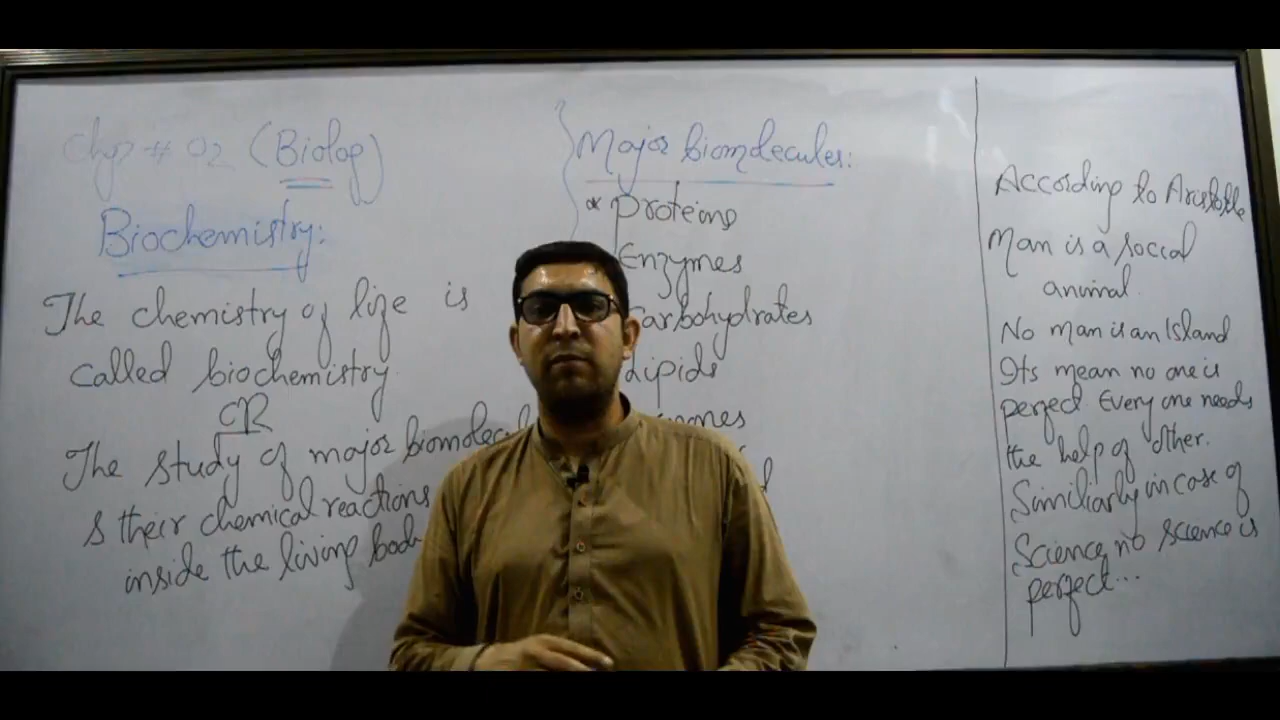 Chp # 02 (Biology)
Biochemistry:
The chemistry of life is
called biochemistry.
OR
The study of major biomolecul
& their chemical reactions
inside the living bod
Major biomolecules:
* Proteins
Enzymes
Carbohydrates
Lipids
According to Aristotle
Man is a social
animal.
No man is an Island
Its mean no one is
perfect. Every one needs
the help of other.
Similiarly in case of
Science, no science is
perfect...